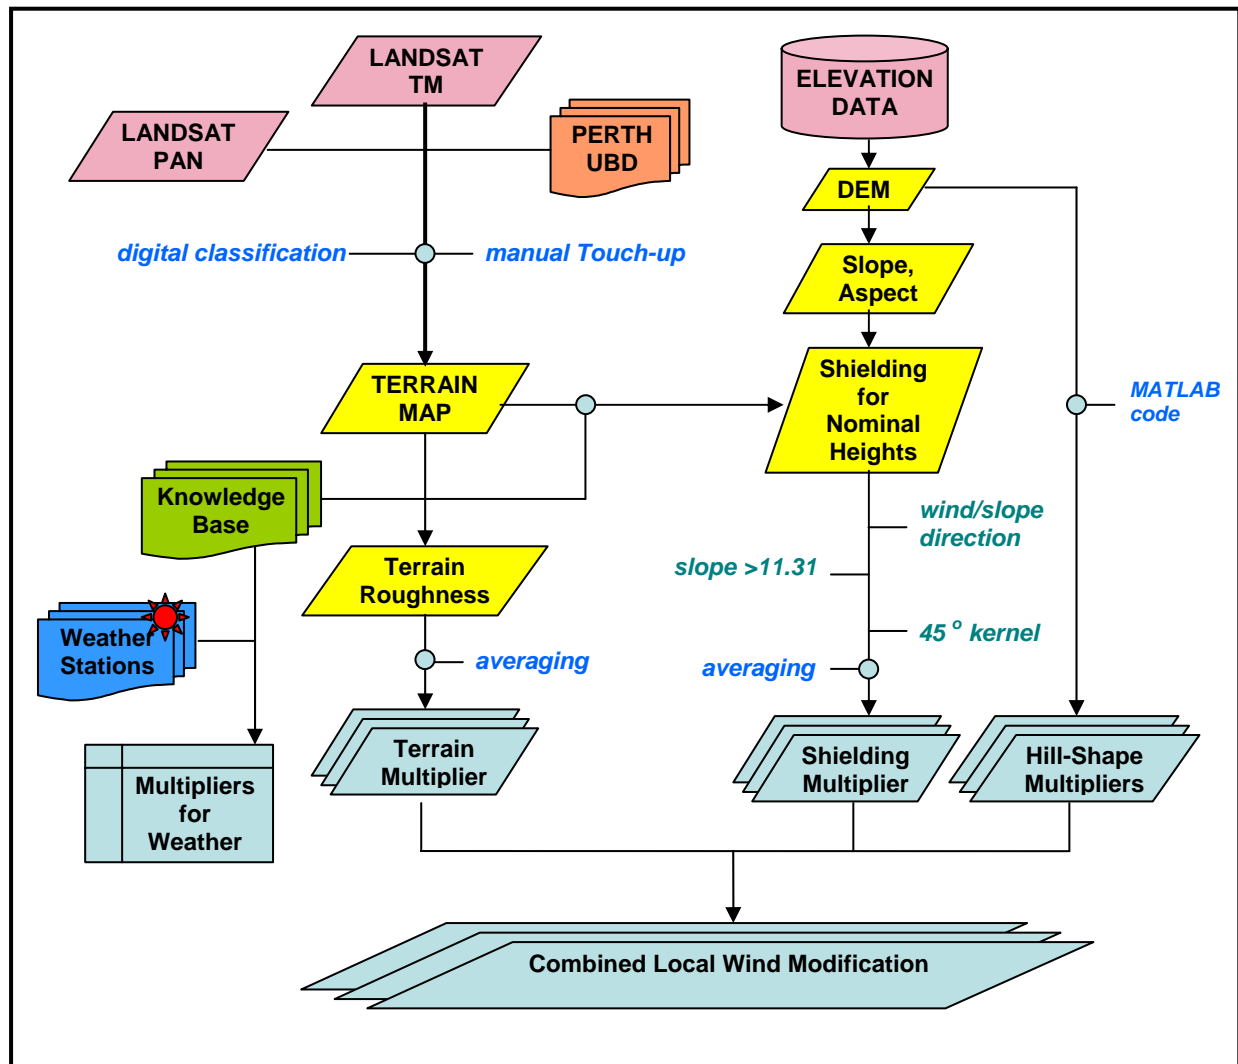 LANDSAT
TM
ELEVATION
DATA
LANDSAT
PAN
PERTH
UBD
DEM
digital classification
manual Touch-up
Slope,
Aspect
TERRAIN
MAP
Shielding
for
Nominal
Heights
MATLAB
code
Knowledge
Base
wind/slope
direction
Terrain
Roughness
slope >11.31
Weather
Stations
45 o kernel
averaging
averaging
Terrain
Multiplier
Shielding
Multiplier
Hill-Shape
Multipliers
Multipliers
for
Weather
Combined Local Wind Modification